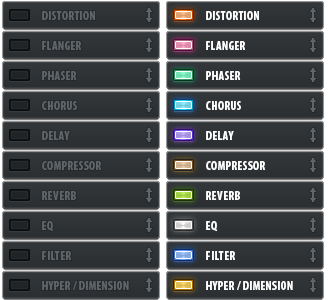 DISTORTION DISTORTION
FLANGER FLANGER
PHASER PHASER
CHORUS CHORUS
DELAY DELAY
COMPRESSOR COMPRESSOR
REVERB REVERB
EQ EQ
FILTER FILTER
HYPER / DIMENSION HYPER / DIMENSION